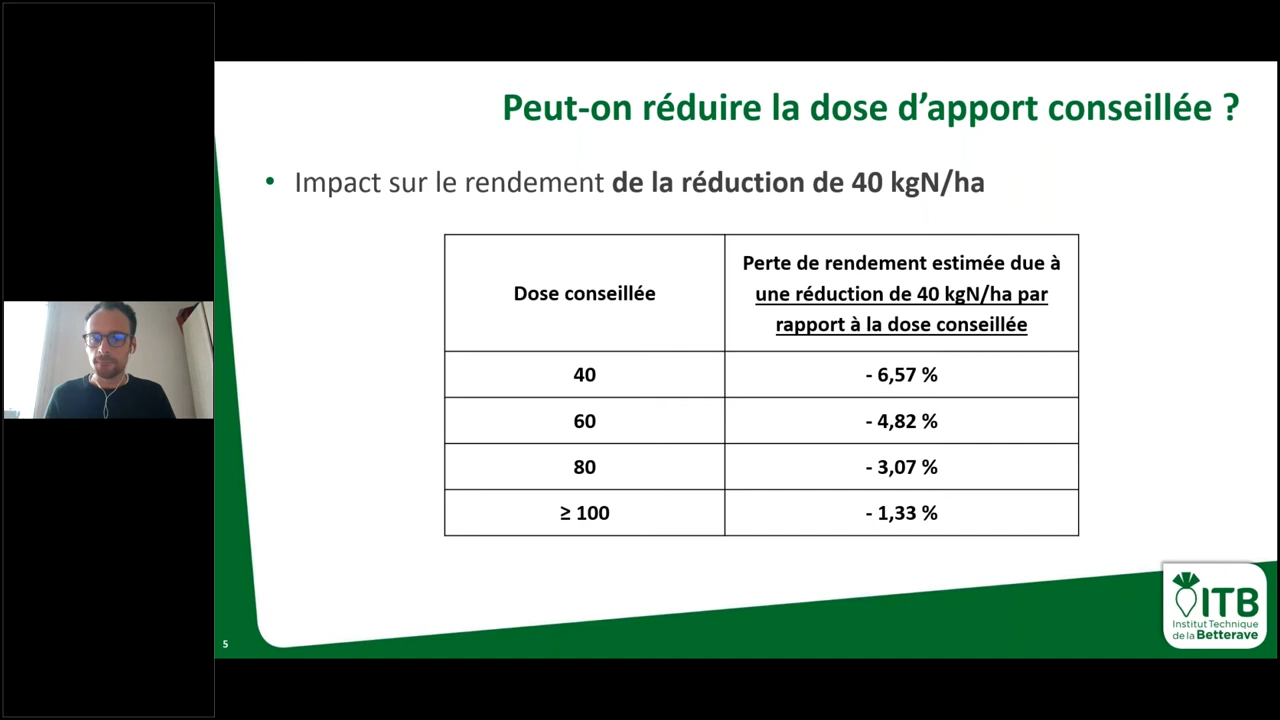 Peut-on réduire la dose d’apport conseillée ?
• Impact sur le rendement de la réduction de 40 kgN/ha
Dose conseillée
Perte de rendement estimée due à
une réduction de 40 kgN/ha par
rapport à la dose conseillée
40
- 6,57 %
60
- 4,82 %
80
- 3,07 %
≥ 100
- 1,33 %
5
ITB
Institut Technique
de la Betterave